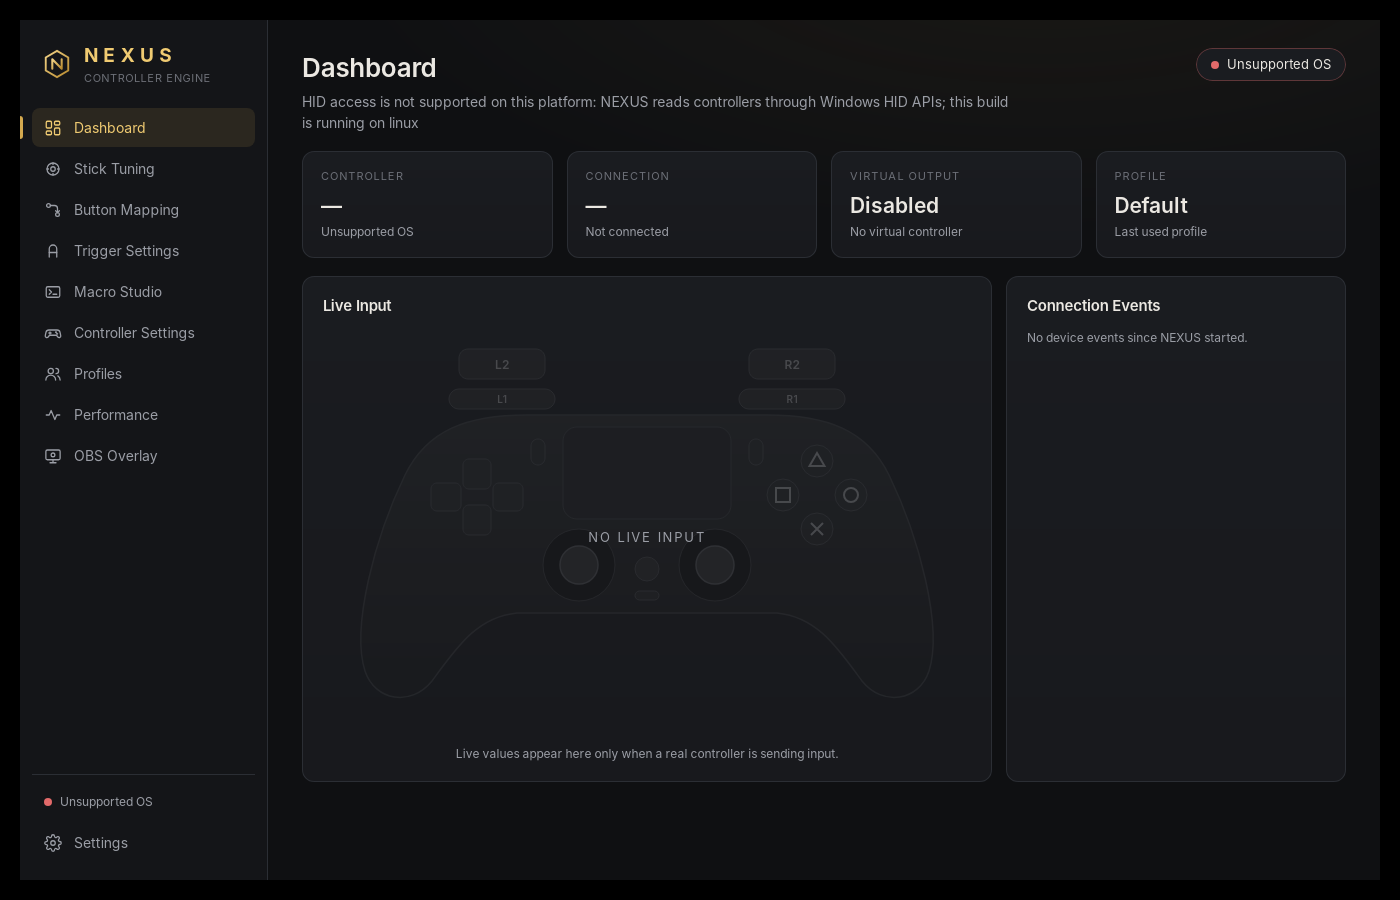 NEXUS
CONTROLLER ENGINE
Dashboard
Stick Tuning
Button Mapping
Trigger Settings
Macro Studio
Controller Settings
Profiles
Performance
OBS Overlay
Unsupported OS
Settings
Dashboard
Unsupported OS
HID access is not supported on this platform: NEXUS reads controllers through Windows HID APIs; this build
is running on linux
CONTROLLER
—
Unsupported OS
CONNECTION
—
Not connected
VIRTUAL OUTPUT
Disabled
No virtual controller
PROFILE
Default
Last used profile
Live Input
L2
R2
L1
R1
NO LIVE INPUT
Live values appear here only when a real controller is sending input.
Connection Events
No device events since NEXUS started.